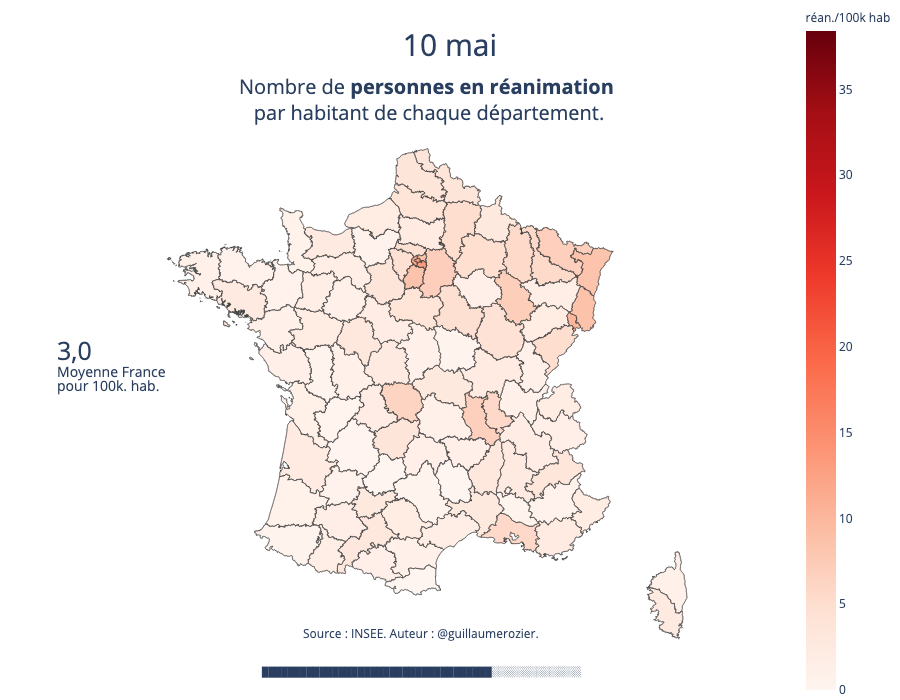 réan./100k hab
10 mai
Nombre de personnes en réanimation
par habitant de chaque département.
35
30
25
20
15
10
5
0
3,0
Moyenne France
pour 100k. hab.
Source : INSEE. Auteur : @guillaumerozier.